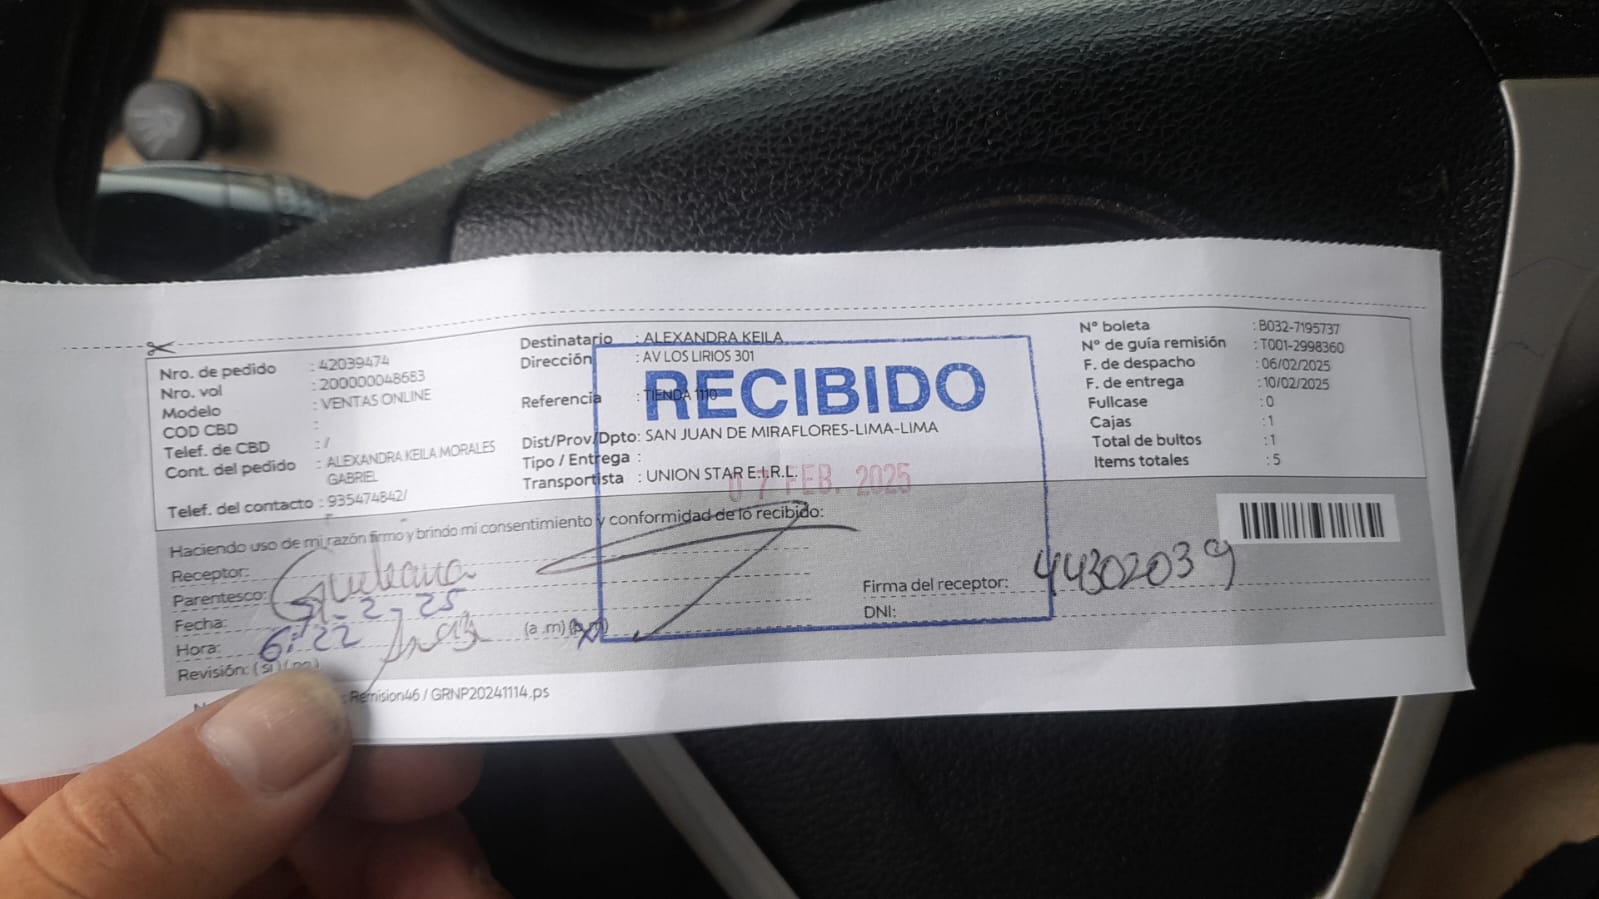 Nro. de pedido : 42039474
Nro. vol : 200000048683
Modelo : VENTAS ONLINE
COD CBD :
Telef. de CBD : /
Cont. del pedido : ALEXANDRA KEILA MORALES
GABRIEL
Telef. del contacto : 935474842/
Destinatario : ALEXANDRA KEILA
Dirección : AV LOS LIRIOS 301
Referencia : TIENDA 1110
Dist/Prov/Dpto: SAN JUAN DE MIRAFLORES-LIMA-LIMA
Tipo / Entrega :
Transportista : UNION STAR E.I.R.L.
RECIBIDO
07 FEB. 2025
N° boleta : B032-7195737
N° de guía remisión : T001-2998360
F. de despacho : 06/02/2025
F. de entrega : 10/02/2025
Fullcase : 0
Cajas : 1
Total de bultos : 1
Items totales : 5
Haciendo uso de mi razón firmo y brindo mi consentimiento y conformidad de lo recibido:
Receptor:
Parentesco:
Fecha: 7-2-25
Hora: 6:22 (a .m) (p.m)
Revisión: ( si ) ( no )
Firma del receptor: 44302039
DNI:
: Remision46 / GRNP20241114.ps